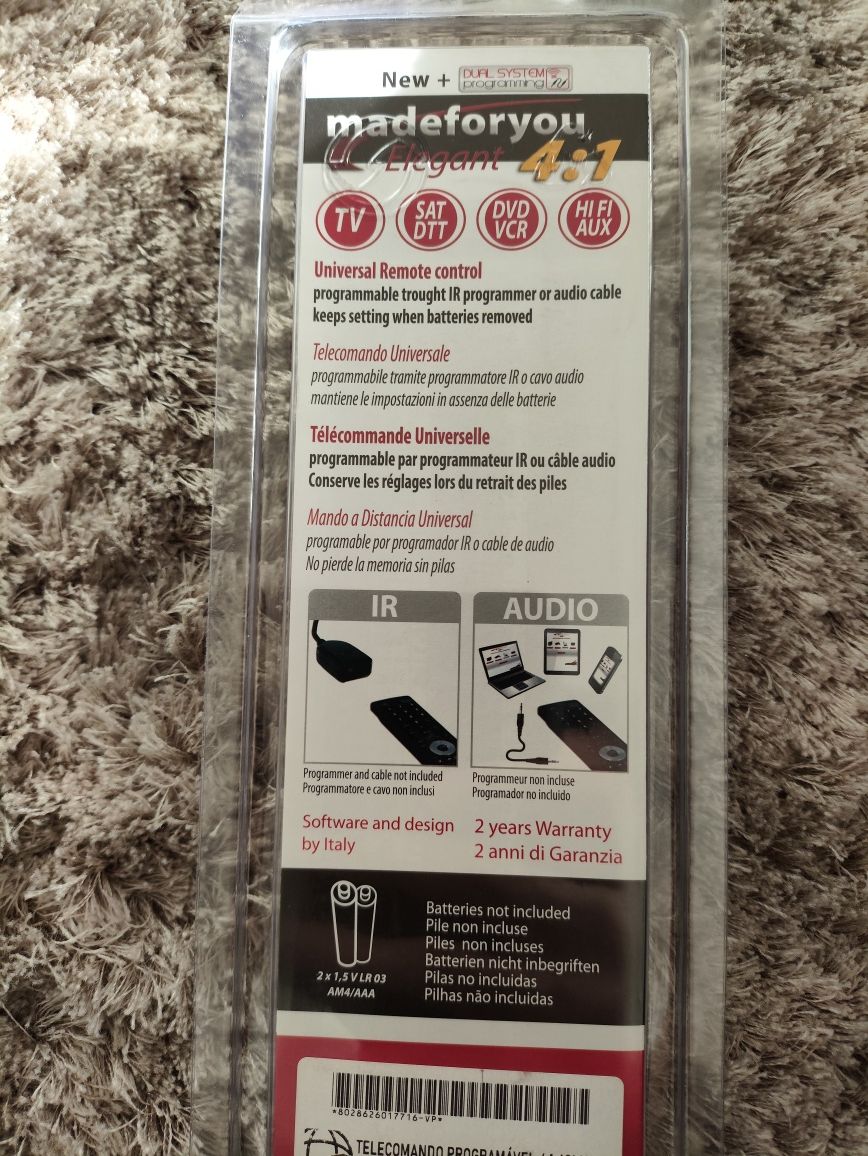 New + DUAL SYSTEM programming
madeforyou
Elegant 4:1
TV
SAT DTT
DVD VCR
HI FI AUX
Universal Remote control
programmable trought IR programmer or audio cable
keeps setting when batteries removed
Telecomando Universale
programmabile tramite programmatore IR o cavo audio
mantiene le impostazioni in assenza delle batterie
Télécommande Universelle
programmable par programmateur IR ou câble audio
Conserve les réglages lors du retrait des piles
Mando a Distancia Universal
programable por programador IR o cable de audio
No pierde la memoria sin pilas
IR
AUDIO
Programmer and cable not included
Programmatore e cavo non inclusi
Programmeur non incluse
Programador no incluido
Software and design
by Italy
2 years Warranty
2 anni di Garanzia
2 x 1,5 V LR 03
AM4/AAA
Batteries not included
Pile non incluse
Piles non incluses
Batterien nicht inbegriffen
Pilas no incluidas
Pilhas não incluidas
*8028626017716-VP*
TELECOMANDO PROGRAMÁVEL